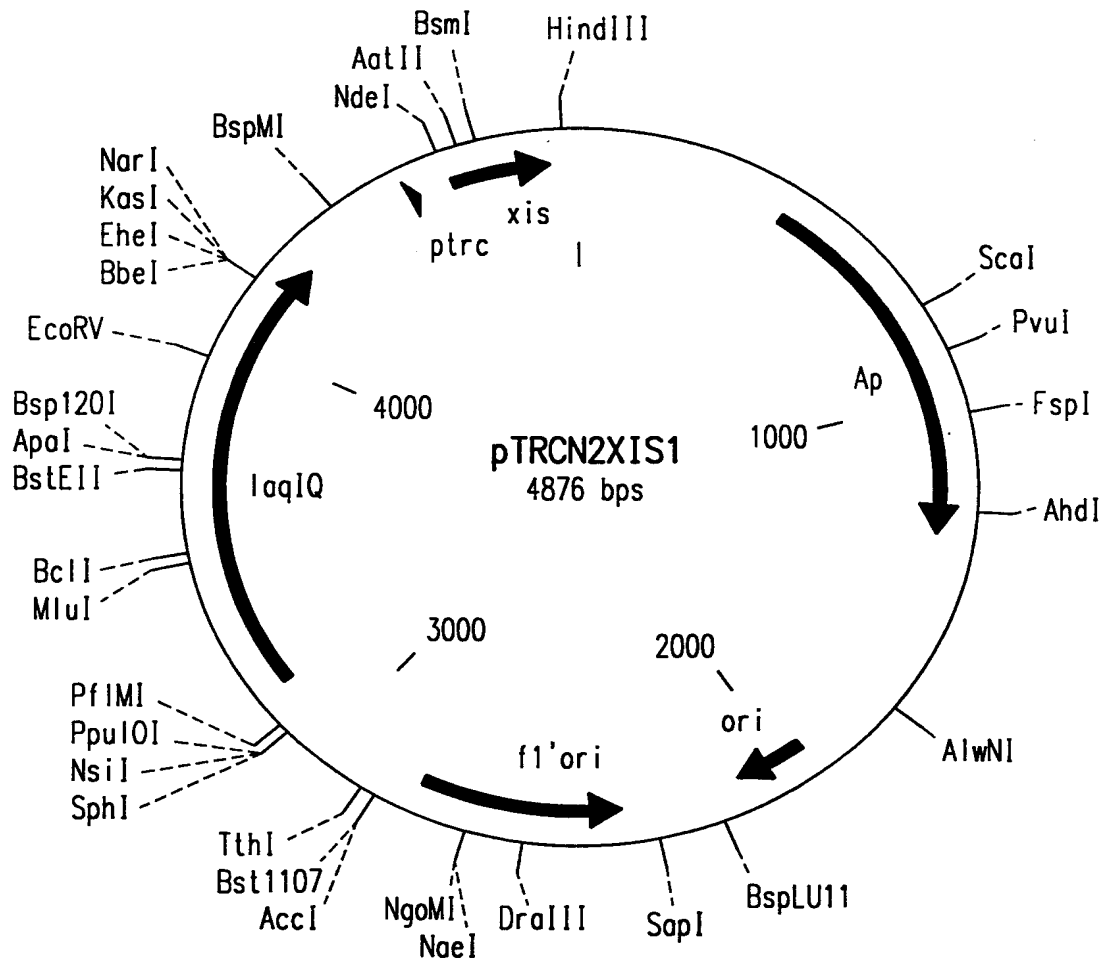 BsmI
HindIII
AatII
NdeI
BspMI
NarI
KasI
EheI
BbeI
xis
ptrc
ScaI
PvuI
EcoRV
Ap
FspI
4000
1000
Bsp120I
ApaI
BstEII
laqIQ
pTRCN2XIS1
4876 bps
AhdI
BclI
MluI
3000
2000
PflMI
Ppu10I
NsiI
SphI
ori
f1'ori
AlwNI
TthI
Bst1107
AccI
NgoMI
NaeI
DraIII
SapI
BspLU11